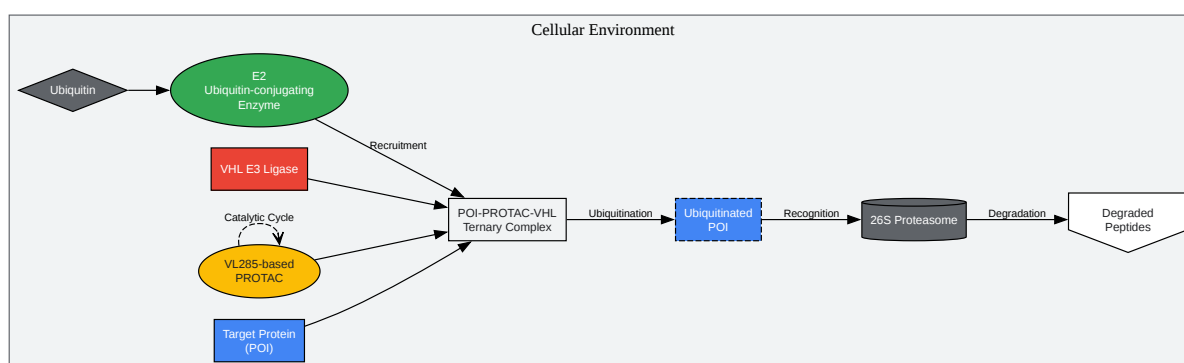 Cellular Environment
Ubiquitin
E2
Ubiquitin-conjugating
Enzyme
Recruitment
VHL E3 Ligase
Catalytic Cycle
VL285-based
PROTAC
Target Protein
(POI)
POI-PROTAC-VHL
Ternary Complex
Ubiquitination
Ubiquitinated
POI
Recognition
26S Proteasome
Degradation
Degraded
Peptides